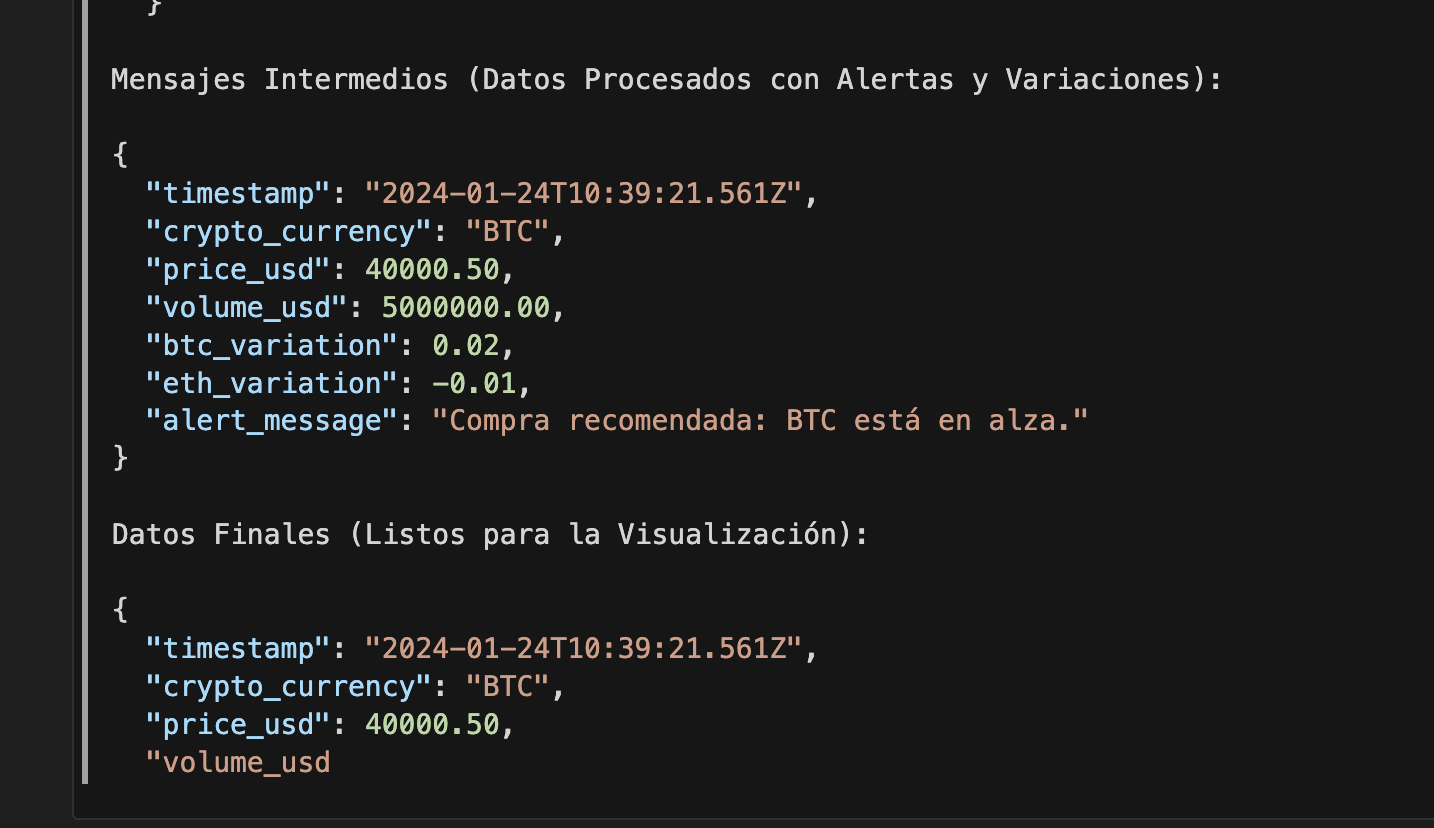 }
Mensajes Intermedios (Datos Procesados con Alertas y Variaciones):
{
"timestamp": "2024-01-24T10:39:21.561Z",
"crypto_currency": "BTC",
"price_usd": 40000.50,
"volume_usd": 5000000.00,
"btc_variation": 0.02,
"eth_variation": -0.01,
"alert_message": "Compra recomendada: BTC está en alza."
}
Datos Finales (Listos para la Visualización):
{
"timestamp": "2024-01-24T10:39:21.561Z",
"crypto_currency": "BTC",
"price_usd": 40000.50,
"volume_usd